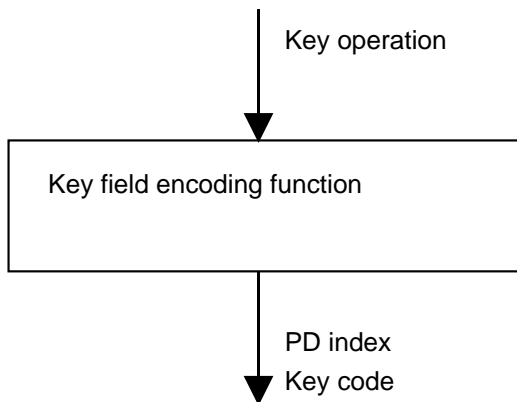 Key operation
Key field encoding function
PD index
Key code